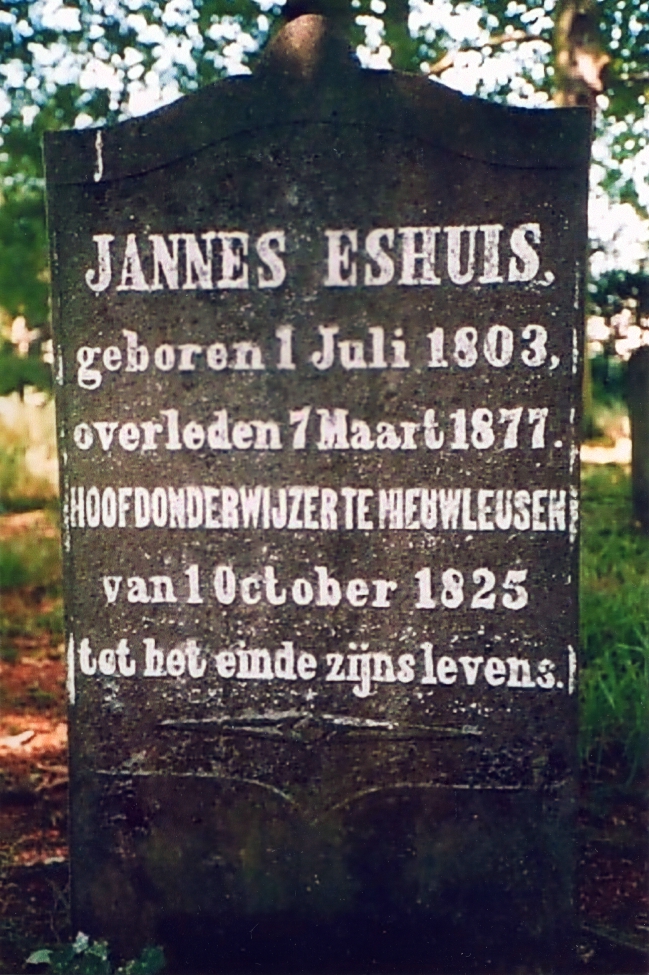 JANNES ESHUIS.
geboren 1 Juli 1803,
overleden 7 Maart 1877.
HOOFDONDERWIJZER TE NIEUWLEUSEN
van 1 October 1825
tot het einde zijns levens.